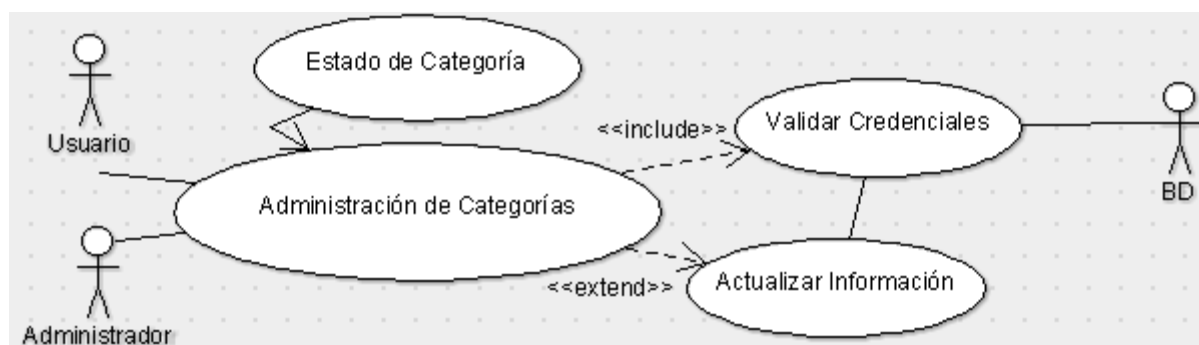 Estado de Categoría
Usuario
<<include>>
Validar Credenciales
BD
Administración de Categorías
<<extend>>
Actualizar Información
Administrador